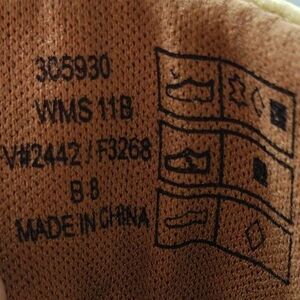 3C5930
WMS 11B
V#2442 / F3268
B 8
MADE IN CHINA